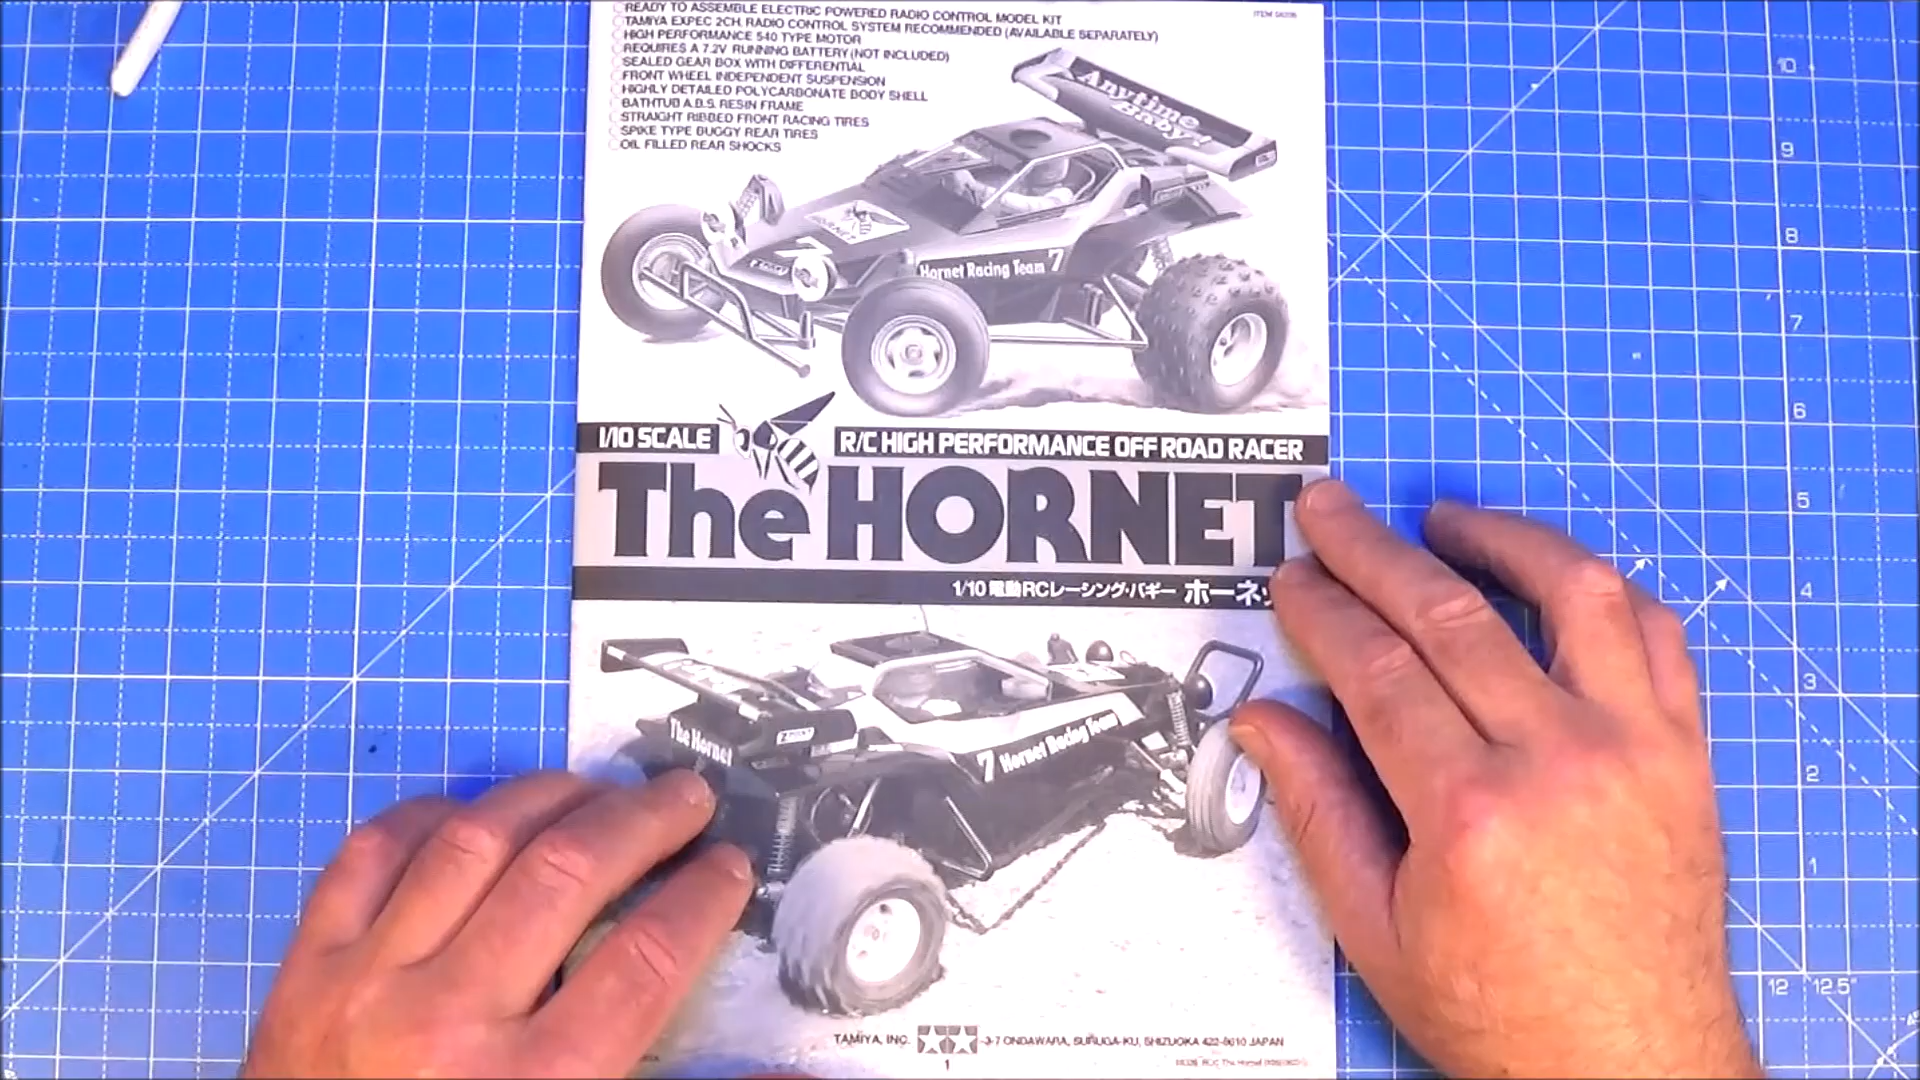 READY TO ASSEMBLE ELECTRIC POWERED RADIO CONTROL MODEL KIT
TAMIYA EXPEC 2CH. RADIO CONTROL SYSTEM RECOMMENDED (AVAILABLE SEPARATELY)
HIGH PERFORMANCE 540 TYPE MOTOR
REQUIRES A 7.2V RUNNING BATTERY (NOT INCLUDED)
SEALED GEAR BOX WITH DIFFERENTIAL
FRONT WHEEL INDEPENDENT SUSPENSION
HIGHLY DETAILED POLYCARBONATE BODY SHELL
BATHTUB A.B.S. RESIN FRAME
STRAIGHT RIBBED FRONT RACING TIRES
SPIKE TYPE BUGGY REAR TIRES
OIL FILLED REAR SHOCKS
Anytime
Baby!
HORNET
7
Hornet Racing Team 7
1/10 SCALE
R/C HIGH PERFORMANCE OFF ROAD RACER
The HORNET
1/10 電動RCレーシング・バギー ホーネッ
The Hornet
7 Hornet Racing Team
TAMIYA, INC.
3-7 ONDAWARA, SURUGA-KU, SHIZUOKA 422-8610 JAPAN
1
10
9
8
7
6
5
4
3
2
1
12 12.5"